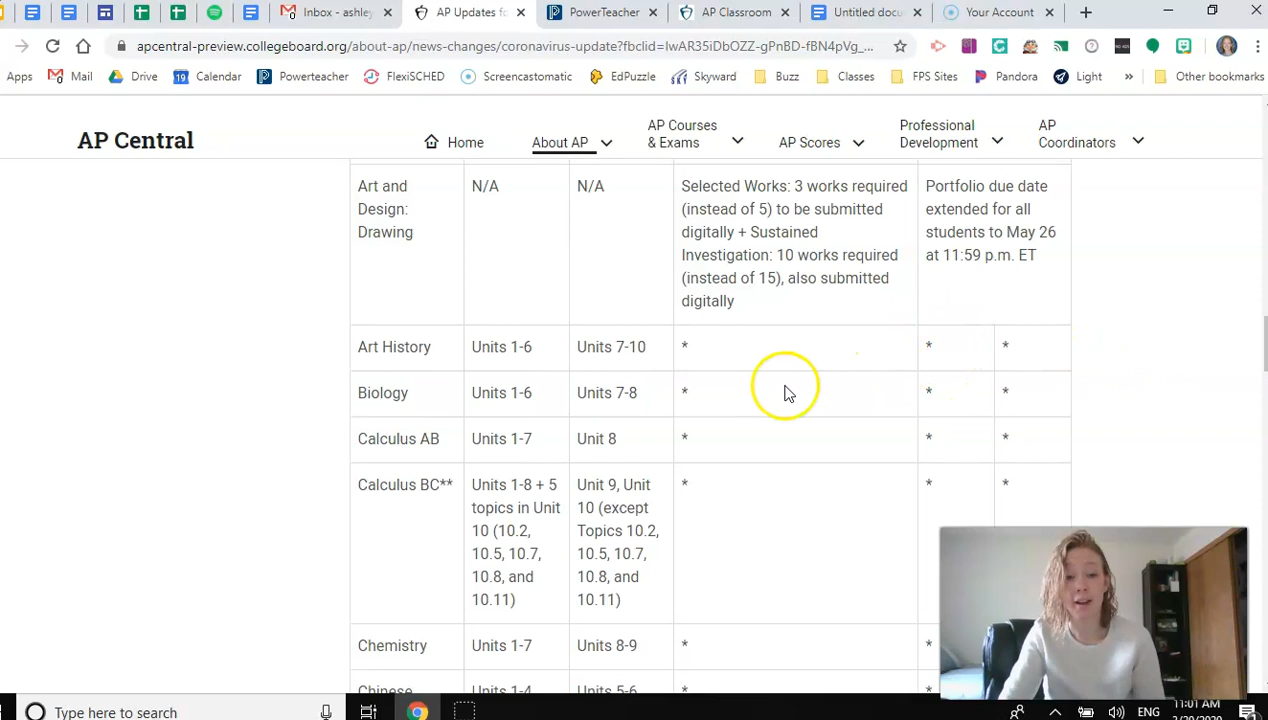 Inbox - ashley
AP Updates fo
PowerTeacher
AP Classroom
Untitled docu
Your Account
apcentral-preview.collegeboard.org/about-ap/news-changes/coronavirus-update?fbclid=IwAR35iDbOZZ-gPnBD-fBN4pVg_...
Apps
Mail
Drive
Calendar
Powerteacher
FlexiSCHED
Screencastomatic
EdPuzzle
Skyward
Buzz
Classes
FPS Sites
Pandora
Light
»
Other bookmarks
AP Central
Home
About AP
AP Courses
& Exams
AP Scores
Professional
Development
AP
Coordinators
Art and
Design:
Drawing
N/A
N/A
Selected Works: 3 works required
(instead of 5) to be submitted
digitally + Sustained
Investigation: 10 works required
(instead of 15), also submitted
digitally
Portfolio due date
extended for all
students to May 26
at 11:59 p.m. ET
Art History
Units 1-6
Units 7-10
*
*
*
Biology
Units 1-6
Units 7-8
*
*
*
Calculus AB
Units 1-7
Unit 8
*
*
*
Calculus BC**
Units 1-8 + 5
topics in Unit
10 (10.2,
10.5, 10.7,
10.8, and
10.11)
Unit 9, Unit
10 (except
Topics 10.2,
10.5, 10.7,
10.8, and
10.11)
*
*
*
Chemistry
Units 1-7
Units 8-9
*
*
Chinese
Units 1-4
Units 5-6
*
*
Type here to search
ENG
11:01 AM